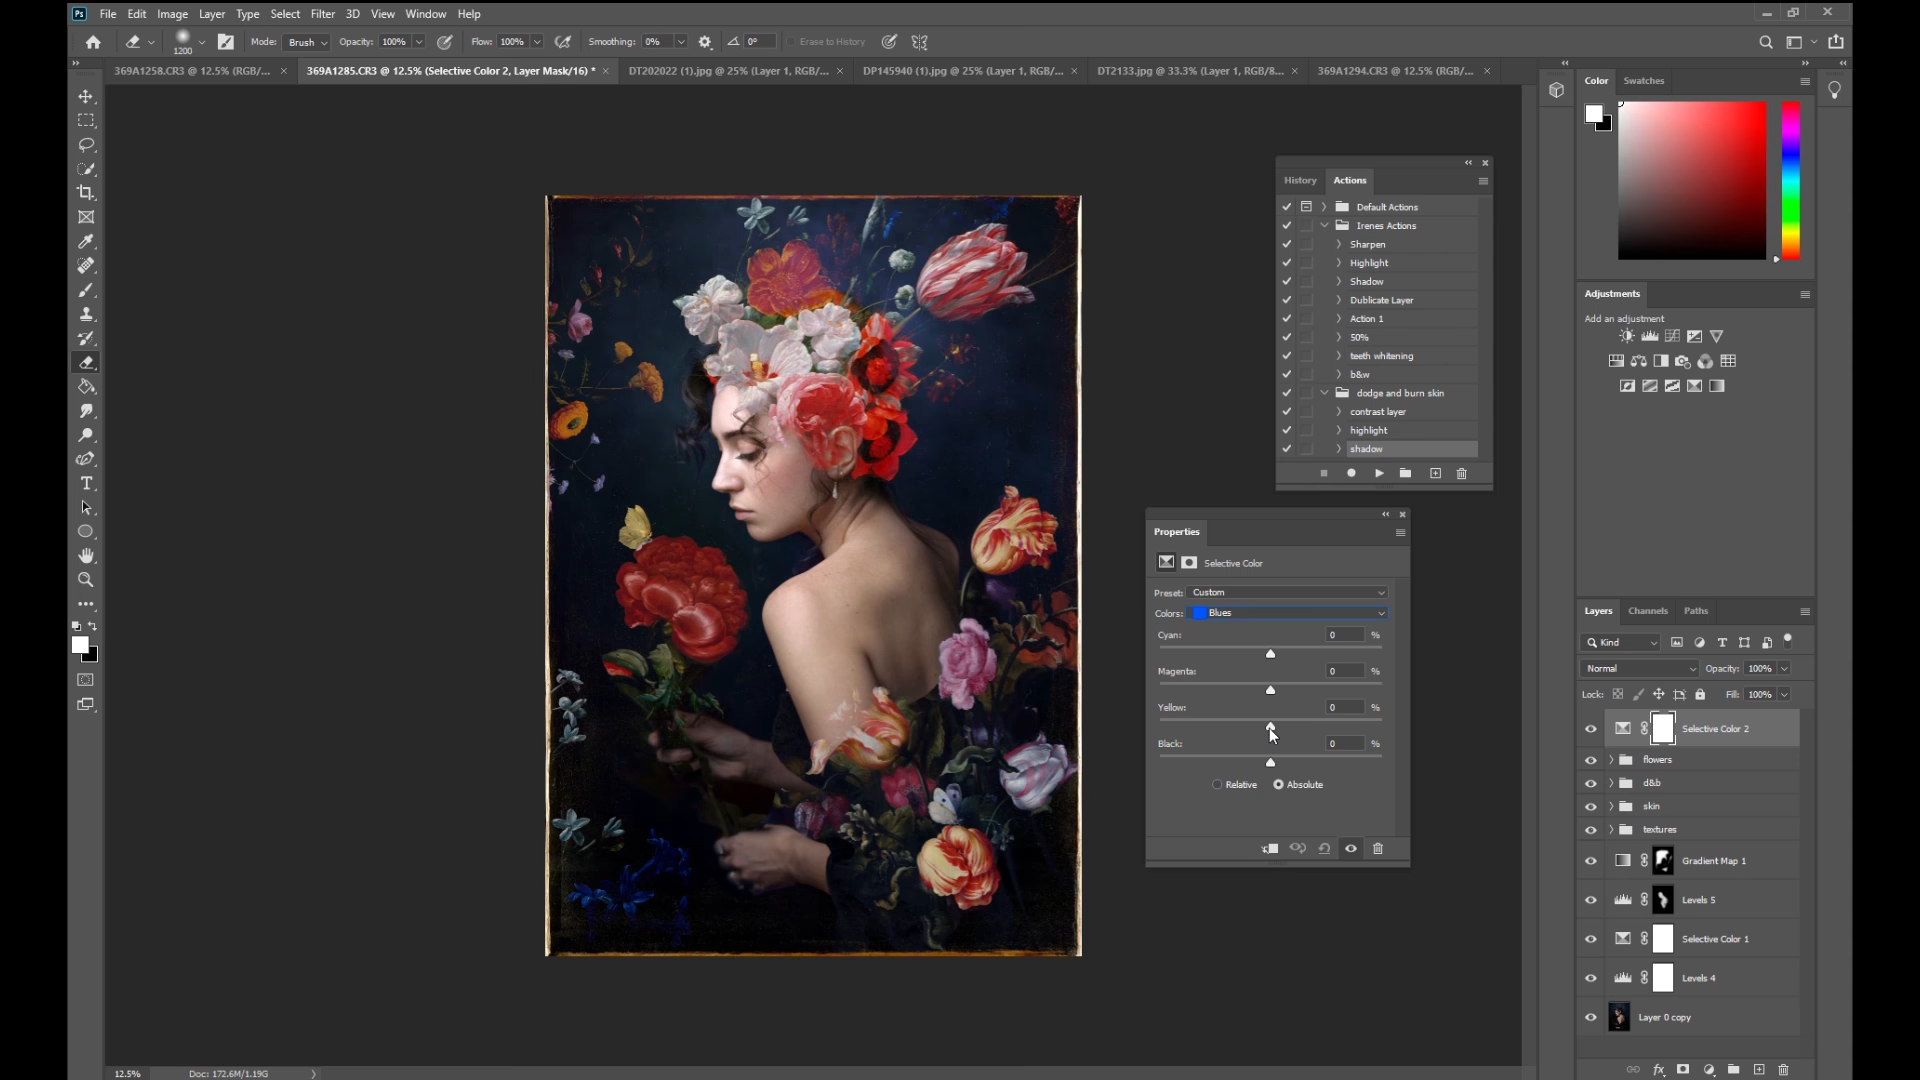 Ps File Edit Image Layer Type Select Filter 3D View Window Help
1200 Mode: Brush Opacity: 100% Flow: 100% Smoothing: 0% 0° Erase to History
369A1258.CR3 @ 12.5% (RGB/... × 369A1285.CR3 @ 12.5% (Selective Color 2, Layer Mask/16) * × DT202022 (1).jpg @ 25% (Layer 1, RGB/... × DP145940 (1).jpg @ 25% (Layer 1, RGB/... × DT2133.jpg @ 33.3% (Layer 1, RGB/8... × 369A1294.CR3 @ 12.5% (RGB/... ×
History Actions
Default Actions
Irenes Actions
Sharpen
Highlight
Shadow
Dublicate Layer
Action 1
50%
teeth whitening
b&w
dodge and burn skin
contrast layer
highlight
shadow
Properties
Selective Color
Preset: Custom
Colors: Blues
Cyan: 0 %
Magenta: 0 %
Yellow: 0 %
Black: 0 %
Relative Absolute
Color Swatches
Adjustments
Add an adjustment
Layers Channels Paths
Kind
Normal Opacity: 100%
Lock: Fill: 100%
Selective Color 2
flowers
d&b
skin
textures
Gradient Map 1
Levels 5
Selective Color 1
Levels 4
Layer 0 copy
fx
12.5% Doc: 172.6M/1.19G